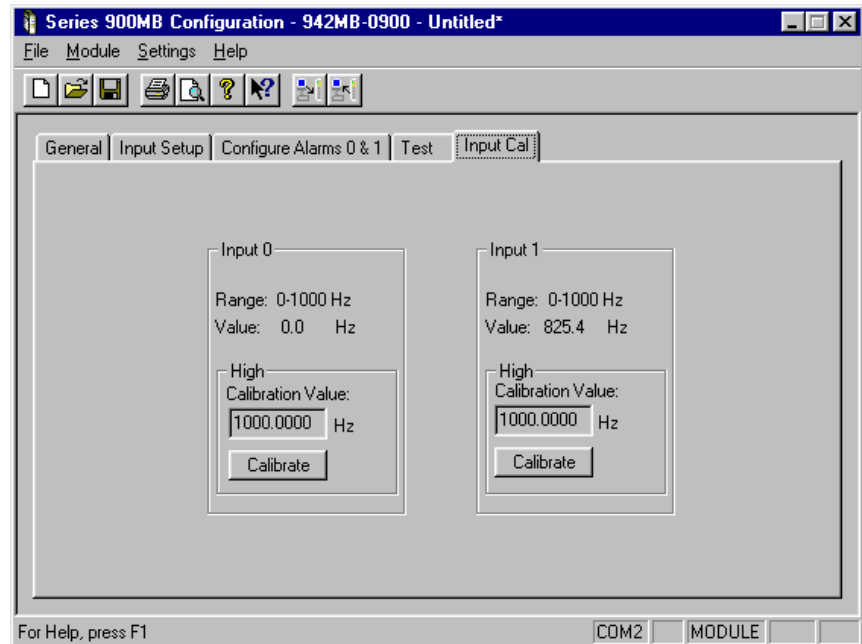 Series 900MB Configuration - 942MB-0900 - Untitled*
File Module Settings Help
General Input Setup Configure Alarms 0 & 1 Test Input Cal
Input 0
Range: 0-1000 Hz
Value: 0.0 Hz
High
Calibration Value:
1000.0000 Hz
Calibrate
Input 1
Range: 0-1000 Hz
Value: 825.4 Hz
High
Calibration Value:
1000.0000 Hz
Calibrate
For Help, press F1 COM2 MODULE